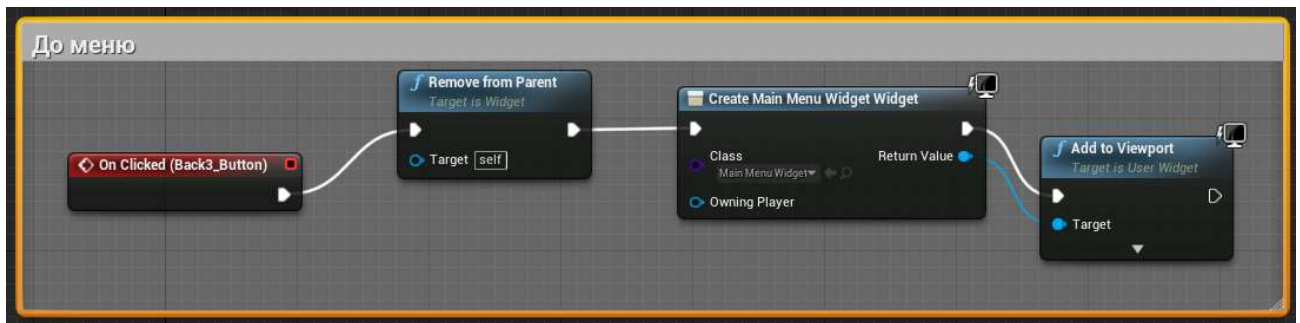 До меню
Remove from Parent
Target is Widget
Target self
On Clicked (Back3_Button)
Create Main Menu Widget Widget
Class
Main Menu Widget
Return Value
Owning Player
Add to Viewport
Target is User Widget
Target